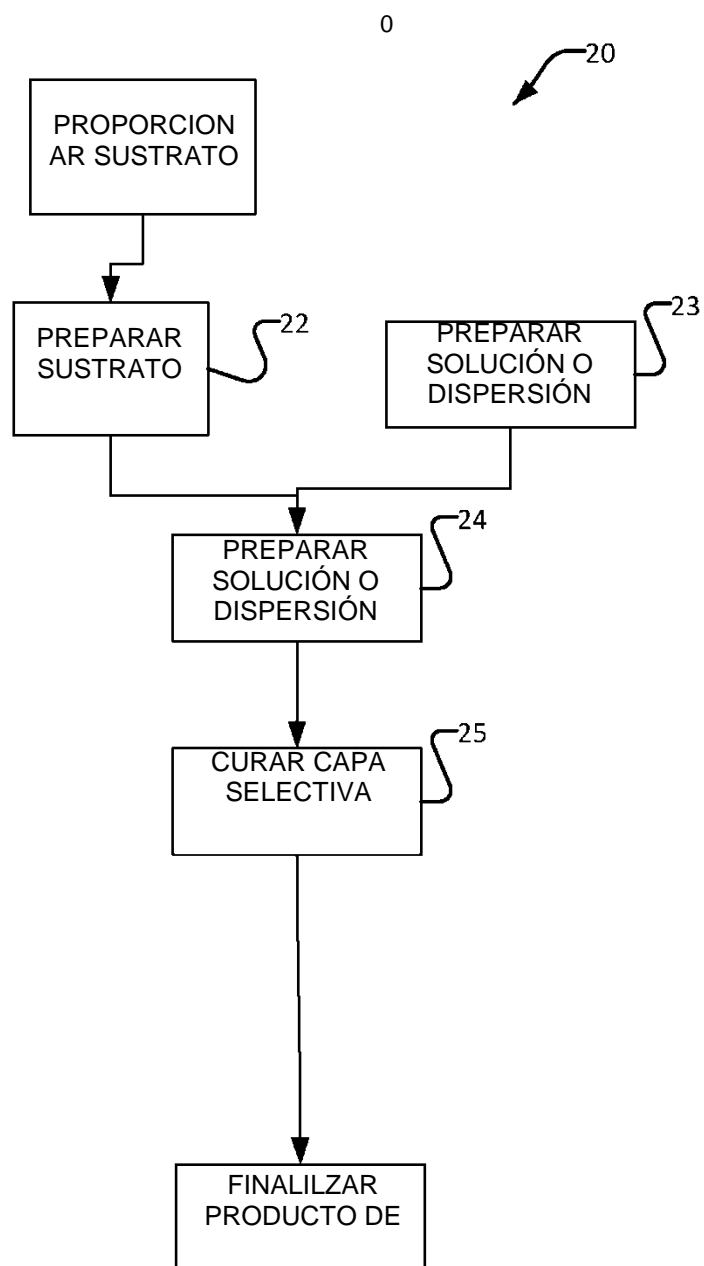 0
20
PROPORCION
AR SUSTRATO
PREPARAR
SUSTRATO
22
PREPARAR
SOLUCIÓN O
DISPERSIÓN
23
PREPARAR
SOLUCIÓN O
DISPERSIÓN
24
CURAR CAPA
SELECTIVA
25
FINALILZAR
PRODUCTO DE